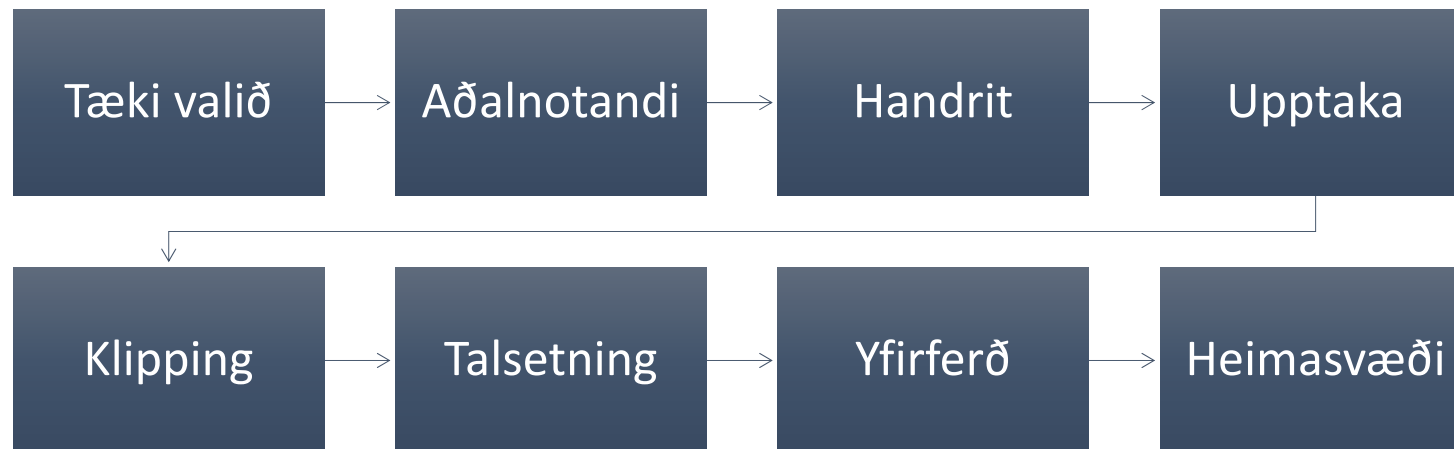 Tæki valið
Aðalnotandi
Handrit
Upptaka
Klipping
Talsetning
Yfirferð
Heimasvæði